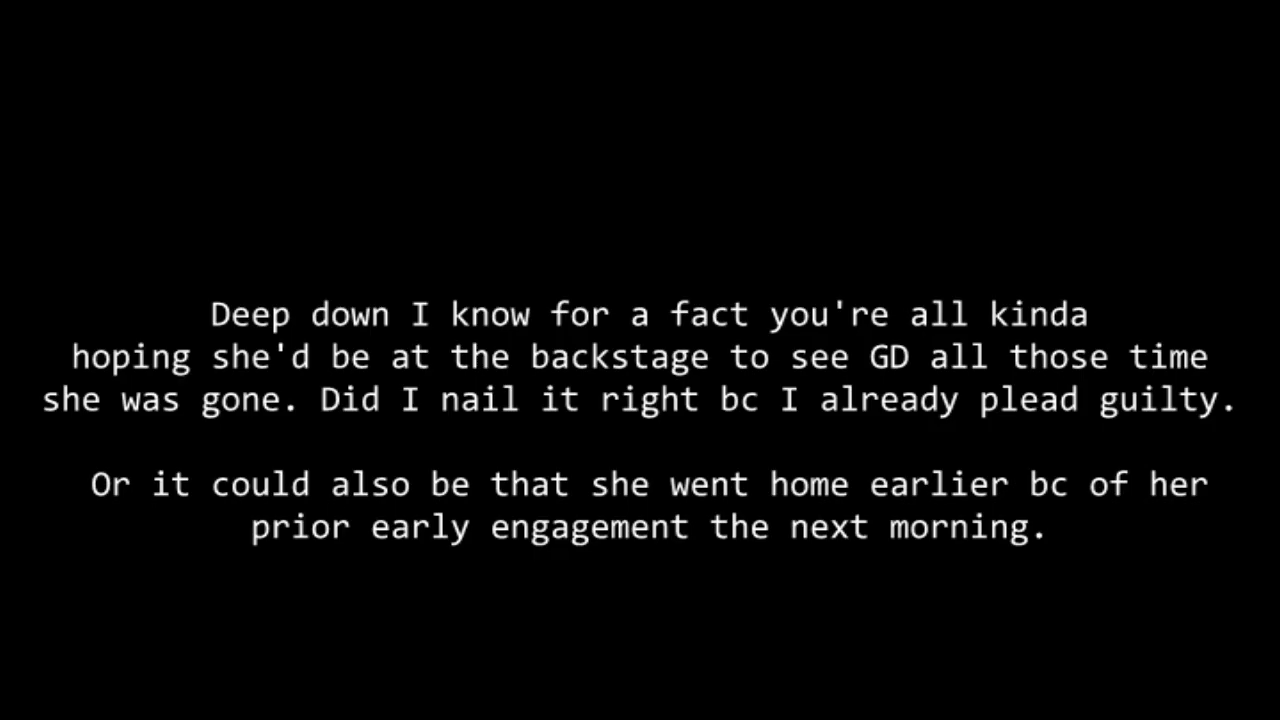 Deep down I know for a fact you're all kinda
hoping she'd be at the backstage to see GD all those time
she was gone. Did I nail it right bc I already plead guilty.
Or it could also be that she went home earlier bc of her
prior early engagement the next morning.